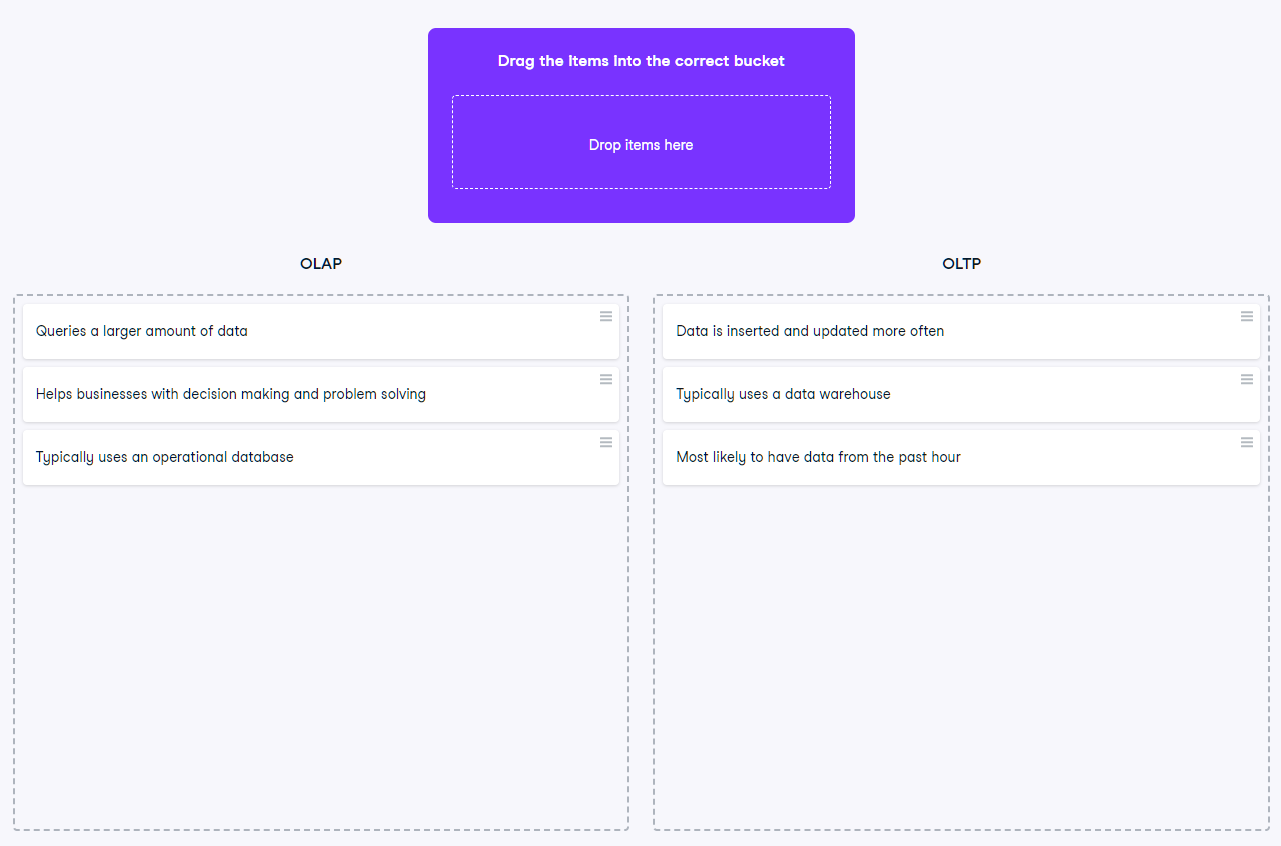 Drag the Items Into the correct bucket
Drop items here
OLAP
Queries a larger amount of data
Helps businesses with decision making and problem solving
Typically uses an operational database
OLTP
Data is inserted and updated more often
Typically uses a data warehouse
Most likely to have data from the past hour